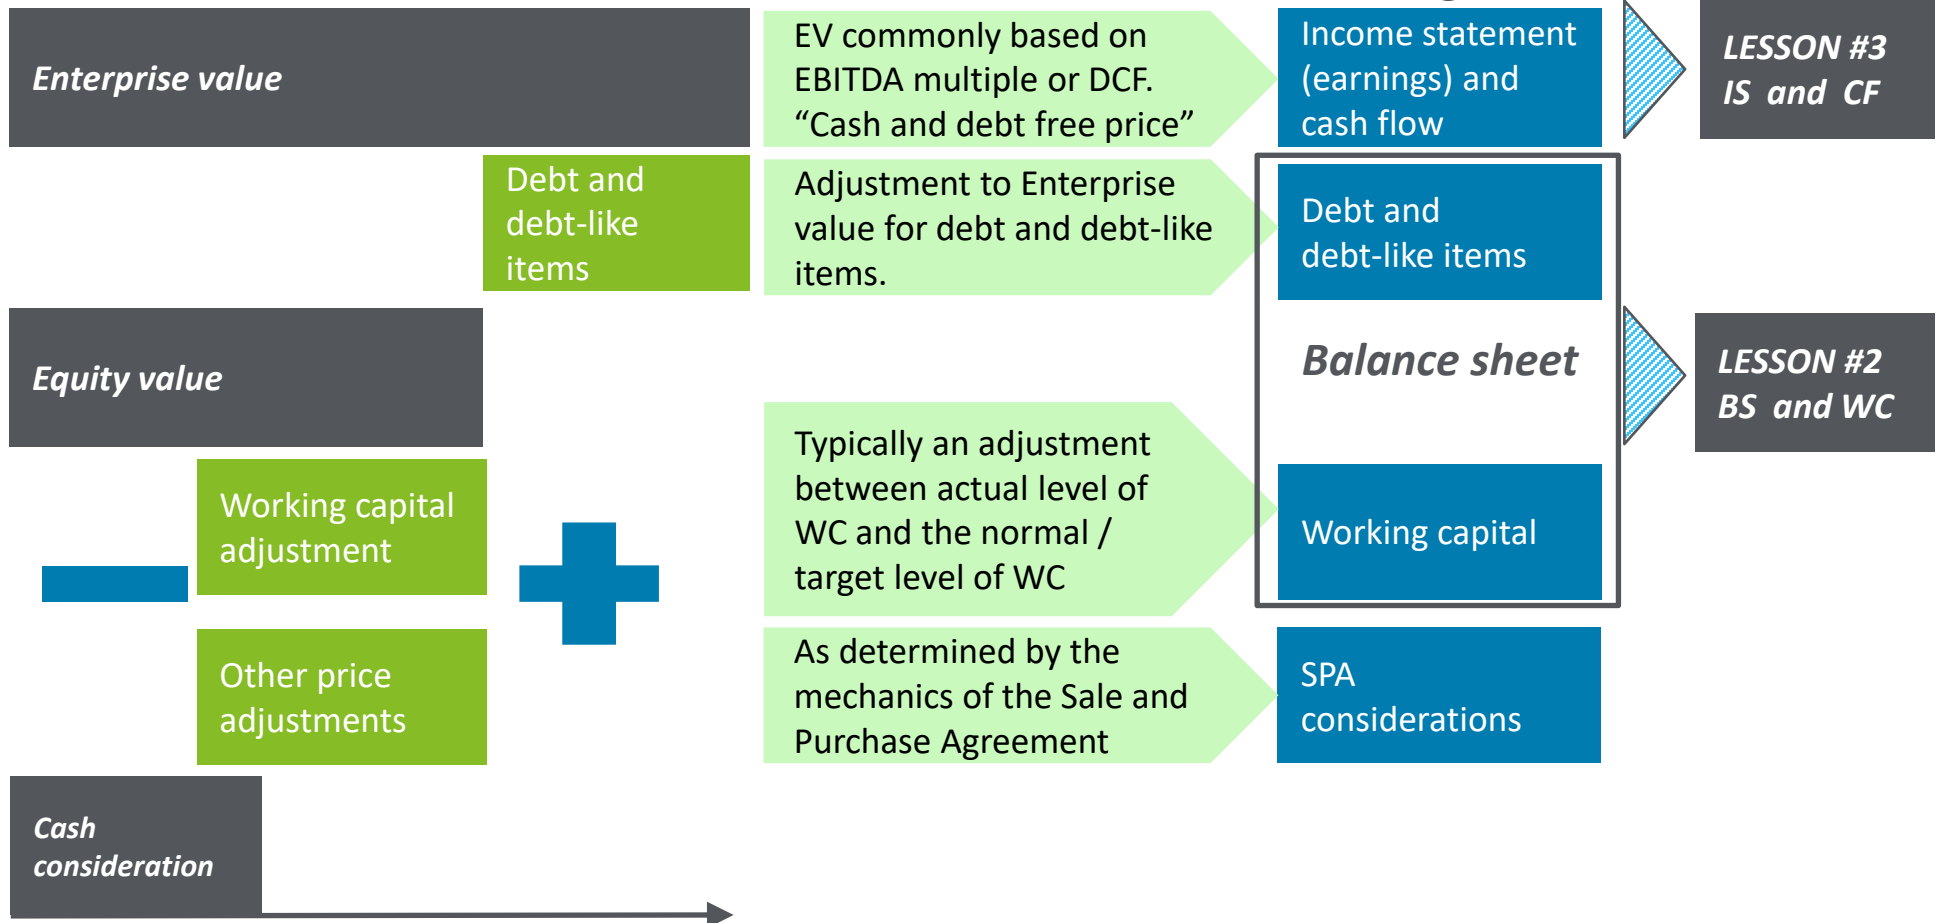 Enterprise value
EV commonly based on
EBITDA multiple or DCF.
“Cash and debt free price”
Income statement
(earnings) and
cash flow
LESSON #3
IS and CF
Debt and
debt-like
items
Adjustment to Enterprise
value for debt and debt-like
items.
Debt and
debt-like items
Equity value
Balance sheet
LESSON #2
BS and WC
Working capital
adjustment
Typically an adjustment
between actual level of
WC and the normal /
target level of WC
Working capital
Other price
adjustments
As determined by the
mechanics of the Sale and
Purchase Agreement
SPA
considerations
Cash
consideration